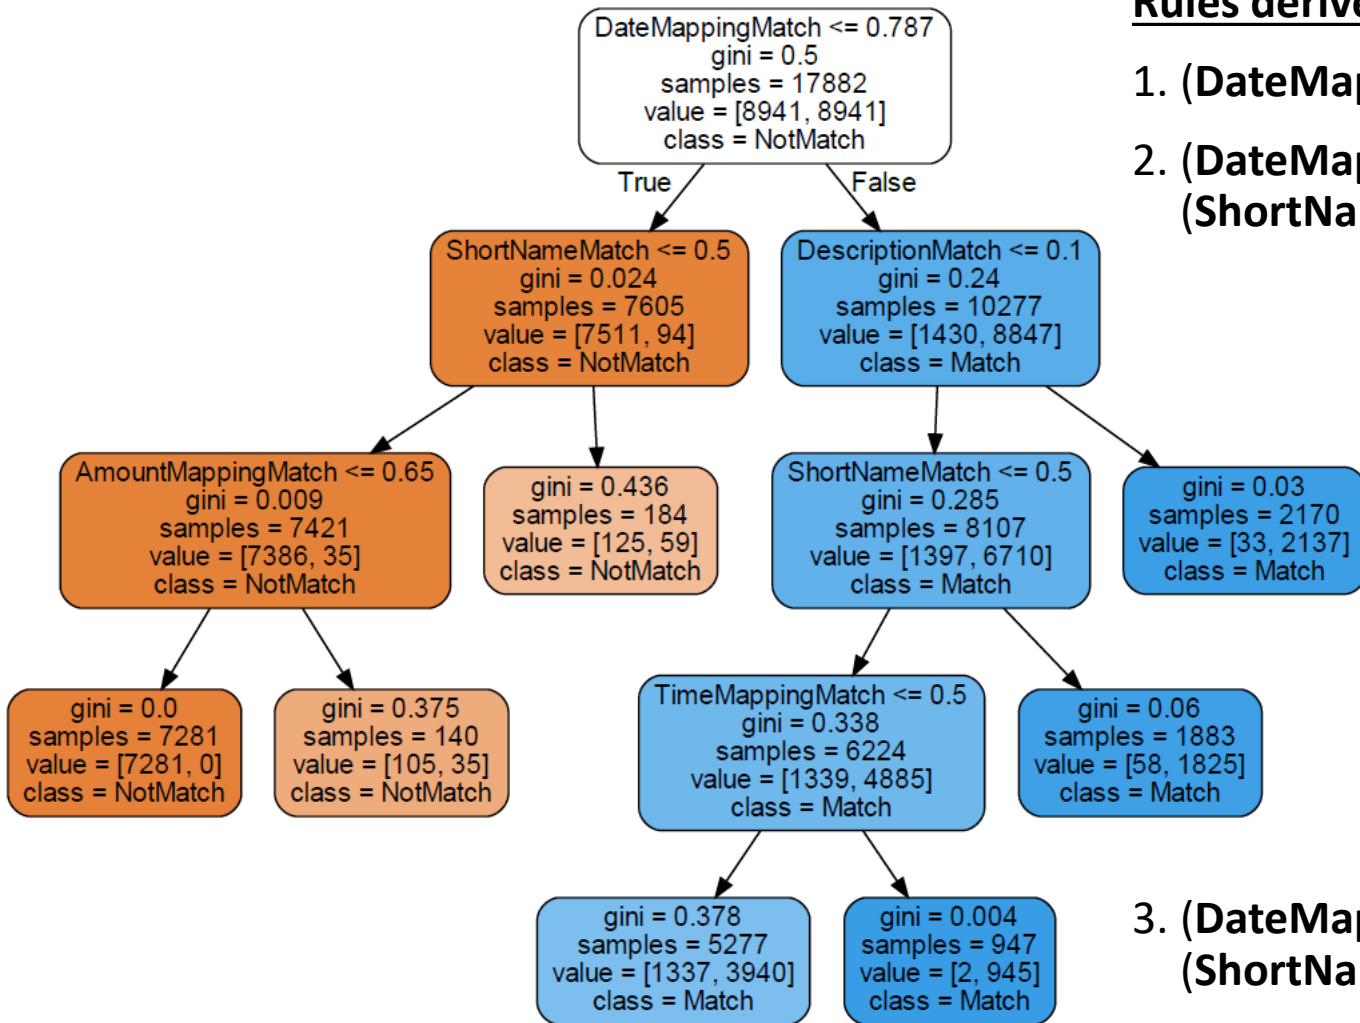 DateMappingMatch <= 0.787
gini = 0.5
samples = 17882
value = [8941, 8941]
class = NotMatch
True
False
ShortNameMatch <= 0.5
gini = 0.024
samples = 7605
value = [7511, 94]
class = NotMatch
DescriptionMatch <= 0.1
gini = 0.24
samples = 10277
value = [1430, 8847]
class = Match
AmountMappingMatch <= 0.65
gini = 0.009
samples = 7421
value = [7386, 35]
class = NotMatch
gini = 0.436
samples = 184
value = [125, 59]
class = NotMatch
ShortNameMatch <= 0.5
gini = 0.285
samples = 8107
value = [1397, 6710]
class = Match
gini = 0.03
samples = 2170
value = [33, 2137]
class = Match
gini = 0.0
samples = 7281
value = [7281, 0]
class = NotMatch
gini = 0.375
samples = 140
value = [105, 35]
class = NotMatch
TimeMappingMatch <= 0.5
gini = 0.338
samples = 6224
value = [1339, 4885]
class = Match
gini = 0.06
samples = 1883
value = [58, 1825]
class = Match
gini = 0.378
samples = 5277
value = [1337, 3940]
class = Match
gini = 0.004
samples = 947
value = [2, 945]
class = Match
Rules derive
1. (DateMap
2. (DateMap
(ShortNa
3. (DateMap
(ShortNa